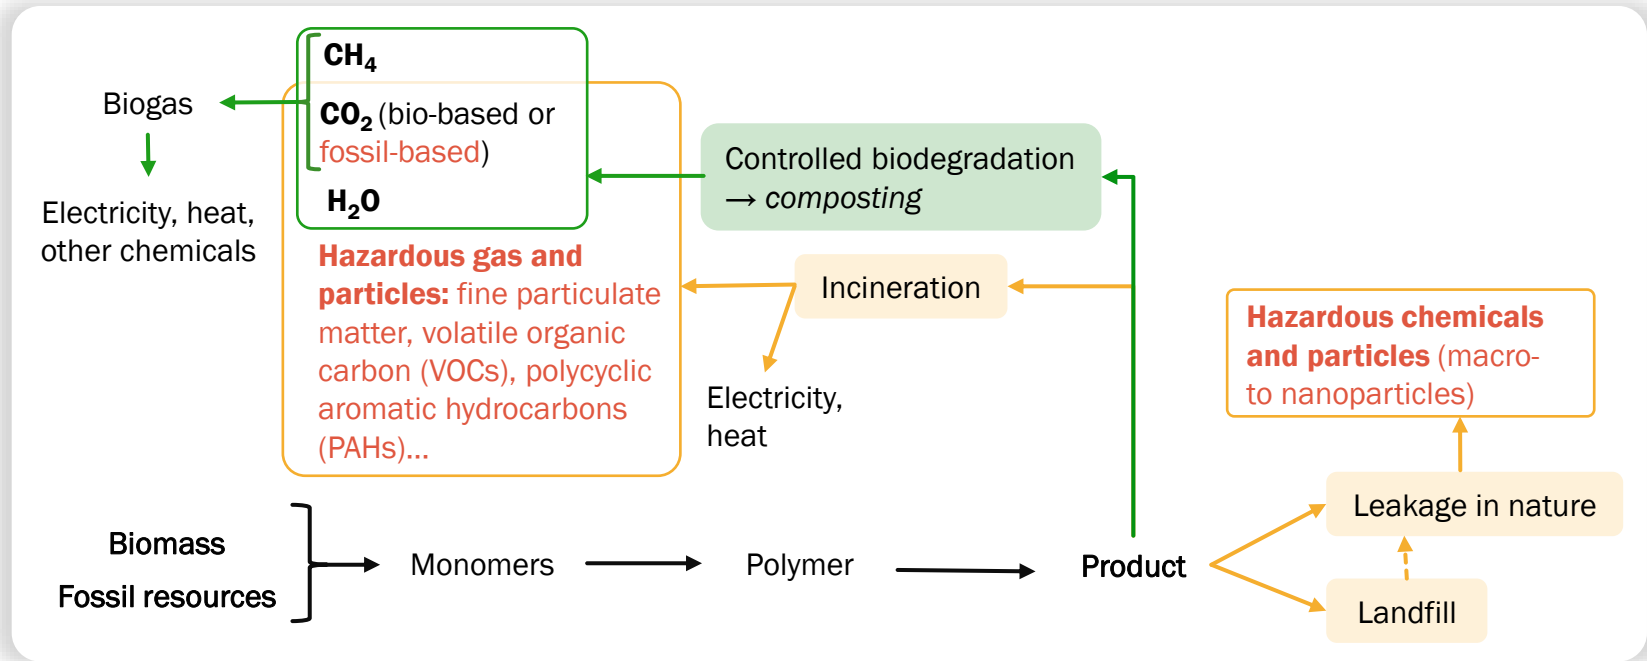 CH₄
CO₂ (bio-based or
fossil-based)
H₂O
Biogas
Electricity, heat,
other chemicals
Controlled biodegradation
→ composting
Hazardous gas and
particles: fine particulate
matter, volatile organic
carbon (VOCs), polycyclic
aromatic hydrocarbons
(PAHs)...
Incineration
Electricity,
heat
Hazardous chemicals
and particles (macro-
to nanoparticles)
Leakage in nature
Landfill
Biomass
Fossil resources
Monomers
Polymer
Product